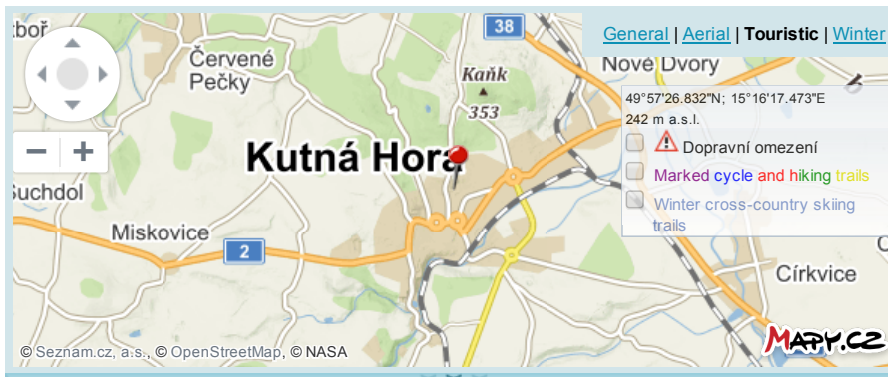 boř
38
General | Aerial | Touristic | Winter
Červené
Pečky
Kaňk
353
Nové Dvory
49°57'26.832"N; 15°16'17.473"E
242 m a.s.l.
Dopravní omezení
Marked cycle and hiking trails
Winter cross-country skiing
trails
Kutná Hora
Suchdol
Miskovice
2
Církvice
© Seznam.cz, a.s., © OpenStreetMap, © NASA
MAPY.CZ